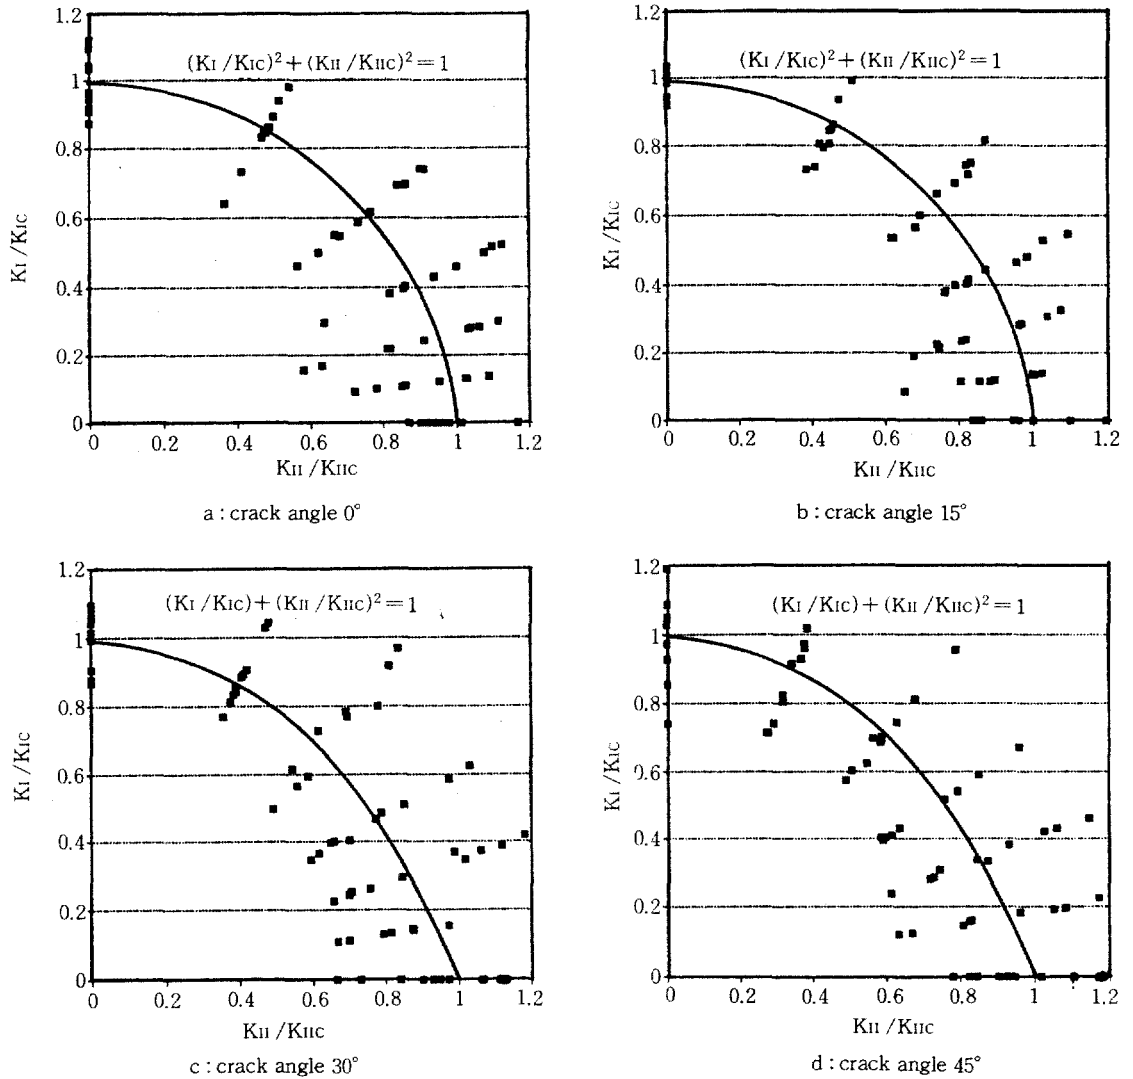 1.2
1
0.8
0.6
0.4
0.2
0
KI/KIC
(KI/KIC)²+(KII/KIIC)²=1
0 0.2 0.4 0.6 0.8 1 1.2
KII/KIIC
a : crack angle 0°
1.2
1
0.8
0.6
0.4
0.2
0
KI/KIC
(KI/KIC)²+(KII/KIIC)²=1
0 0.2 0.4 0.6 0.8 1 1.2
KII/KIIC
b : crack angle 15°
1.2
1
0.8
0.6
0.4
0.2
0
KI/KIC
(KI/KIC)+(KII/KIIC)²=1
0 0.2 0.4 0.6 0.8 1 1.2
KII/KIIC
c : crack angle 30°
1.2
1
0.8
0.6
0.4
0.2
0
KI/KIC
(KI/KIC)+(KII/KIIC)²=1
0 0.2 0.4 0.6 0.8 1 1.2
KII/KIIC
d : crack angle 45°